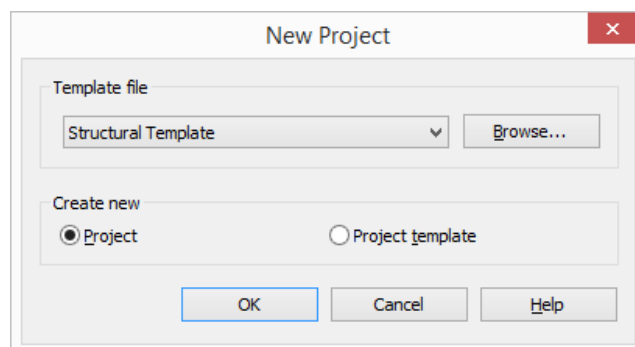 New Project
Template file
Structural Template
Browse...
Create new
Project
Project template
OK
Cancel
Help